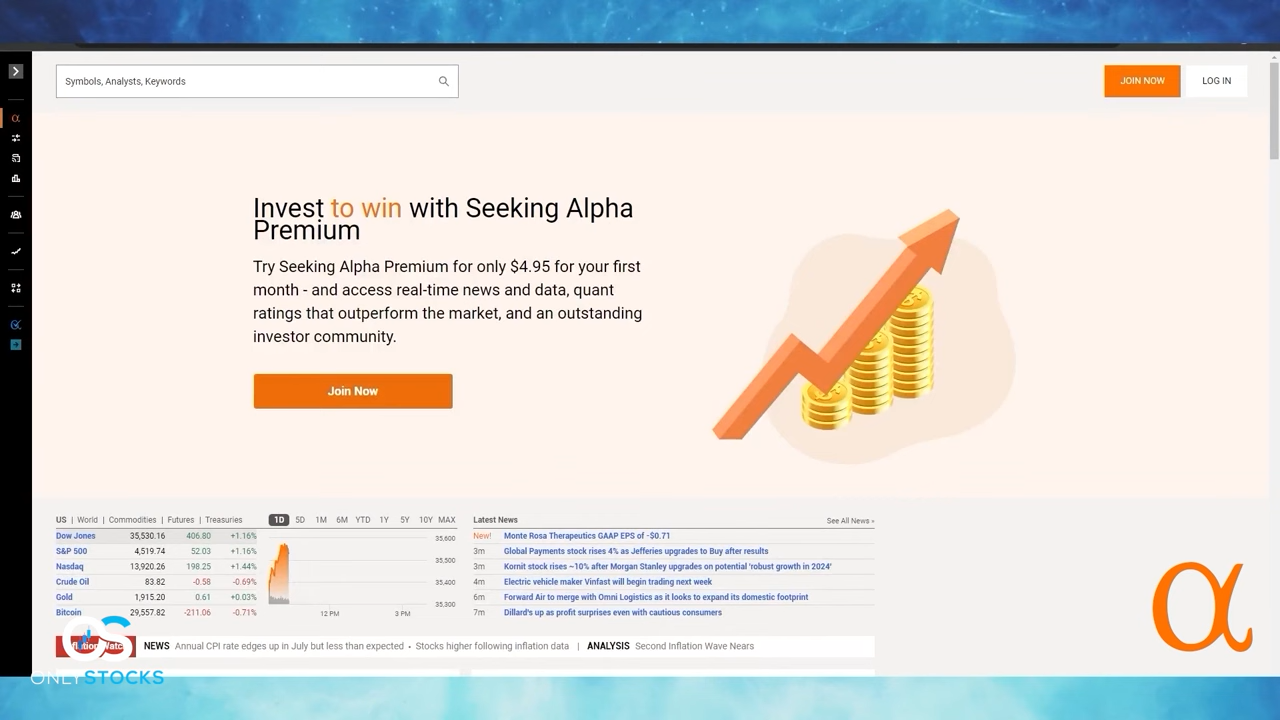 Symbols, Analysts, Keywords
JOIN NOW
LOG IN
Invest to win with Seeking Alpha
Premium
Try Seeking Alpha Premium for only $4.95 for your first
month - and access real-time news and data, quant
ratings that outperform the market, and an outstanding
investor community.
Join Now
US | World | Commodities | Futures | Treasuries
Dow Jones 35,530.16 406.80 +1.16%
S&P 500 4,519.74 52.03 +1.16%
Nasdaq 13,920.26 198.25 +1.44%
Crude Oil 83.82 -0.58 -0.69%
Gold 1,915.20 0.61 +0.03%
Bitcoin 29,557.82 -211.06 -0.71%
1D 5D 1M 6M YTD 1Y 5Y 10Y MAX
35,600
35,500
35,400
35,300
12 PM 3 PM
Latest News See All News »
New! Monte Rosa Therapeutics GAAP EPS of -$0.71
3m Global Payments stock rises 4% as Jefferies upgrades to Buy after results
3m Kornit stock rises ~10% after Morgan Stanley upgrades on potential 'robust growth in 2024'
4m Electric vehicle maker Vinfast will begin trading next week
6m Forward Air to merge with Omni Logistics as it looks to expand its domestic footprint
7m Dillard's up as profit surprises even with cautious consumers
NEWS Annual CPI rate edges up in July but less than expected • Stocks higher following inflation data | ANALYSIS Second Inflation Wave Nears
OS
ONLYSTOCKS
α